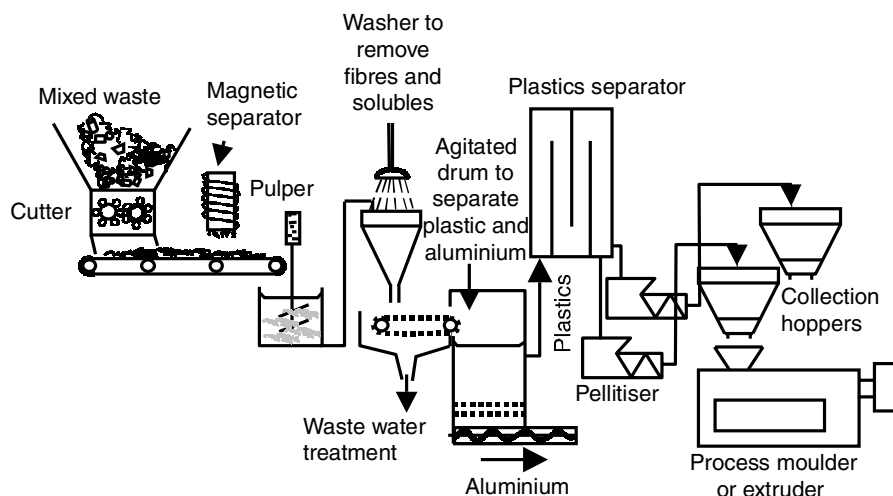 Mixed waste
Magnetic
separator
Cutter
Pulper
Washer to
remove
fibres and
solubles
Agitated
drum to
separate
plastic and
aluminium
Plastics separator
Plastics
Waste water
treatment
Aluminium
Pellitiser
Collection
hoppers
Process moulder
or extruder